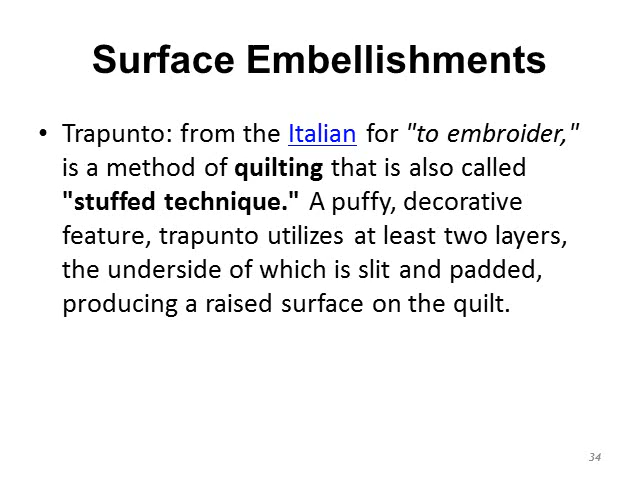 Surface Embellishments
• Trapunto: from the Italian for "to embroider,"
is a method of quilting that is also called
"stuffed technique." A puffy, decorative
feature, trapunto utilizes at least two layers,
the underside of which is slit and padded,
producing a raised surface on the quilt.
34